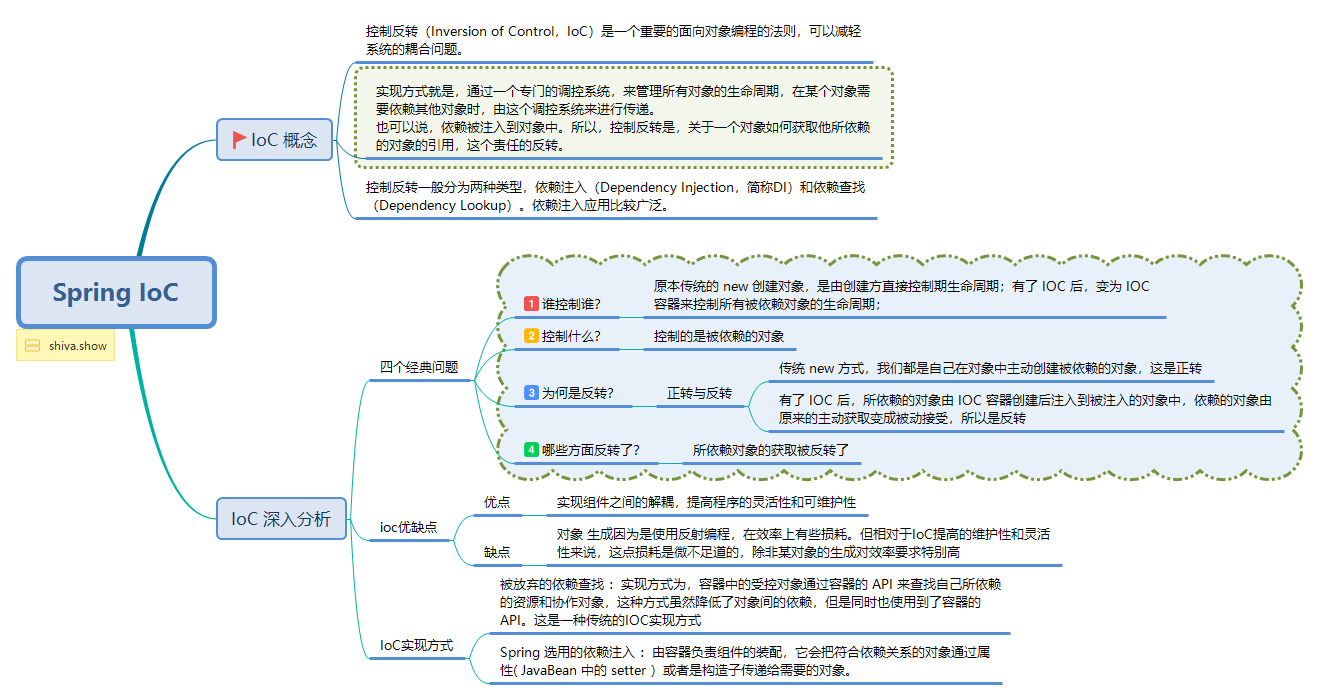 控制反转（Inversion of Control，IoC）是一个重要的面向对象编程的法则，可以减轻
系统的耦合问题。
实现方式就是，通过一个专门的调控系统，来管理所有对象的生命周期，在某个对象需
要依赖其他对象时，由这个调控系统来进行传递。
也可以说，依赖被注入到对象中。所以，控制反转是，关于一个对象如何获取他所依赖
的对象的引用，这个责任的反转。
IoC 概念
控制反转一般分为两种类型，依赖注入（Dependency Injection，简称DI）和依赖查找
（Dependency Lookup）。依赖注入应用比较广泛。
Spring IoC
shiva.show
四个经典问题
1 谁控制谁?
原本传统的 new 创建对象，是由创建方直接控制期生命周期；有了 IOC 后，变为 IOC
容器来控制所有被依赖对象的生命周期；
2 控制什么?
控制的是被依赖的对象
3 为何是反转?
正转与反转
传统 new 方式，我们都是自己在对象中主动创建被依赖的对象，这是正转
有了 IOC 后，所依赖的对象由 IOC 容器创建后注入到被注入的对象中，依赖的对象由
原来的主动获取变成被动接受，所以是反转
4 哪些方面反转了?
所依赖对象的获取被反转了
IoC 深入分析
ioc优缺点
优点
实现组件之间的解耦，提高程序的灵活性和可维护性
缺点
对象 生成因为是使用反射编程，在效率上有些损耗。但相对于IoC提高的维护性和灵活
性来说，这点损耗是微不足道的，除非某对象的生成对效率要求特别高
IoC实现方式
被放弃的依赖查找 ：实现方式为，容器中的受控对象通过容器的 API 来查找自己所依赖
的资源和协作对象，这种方式虽然降低了对象间的依赖，但是同时也使用到了容器的
API。这是一种传统的IOC实现方式
Spring 选用的依赖注入 ：由容器负责组件的装配，它会把符合依赖关系的对象通过属
性( JavaBean 中的 setter ）或者是构造子传递给需要的对象。